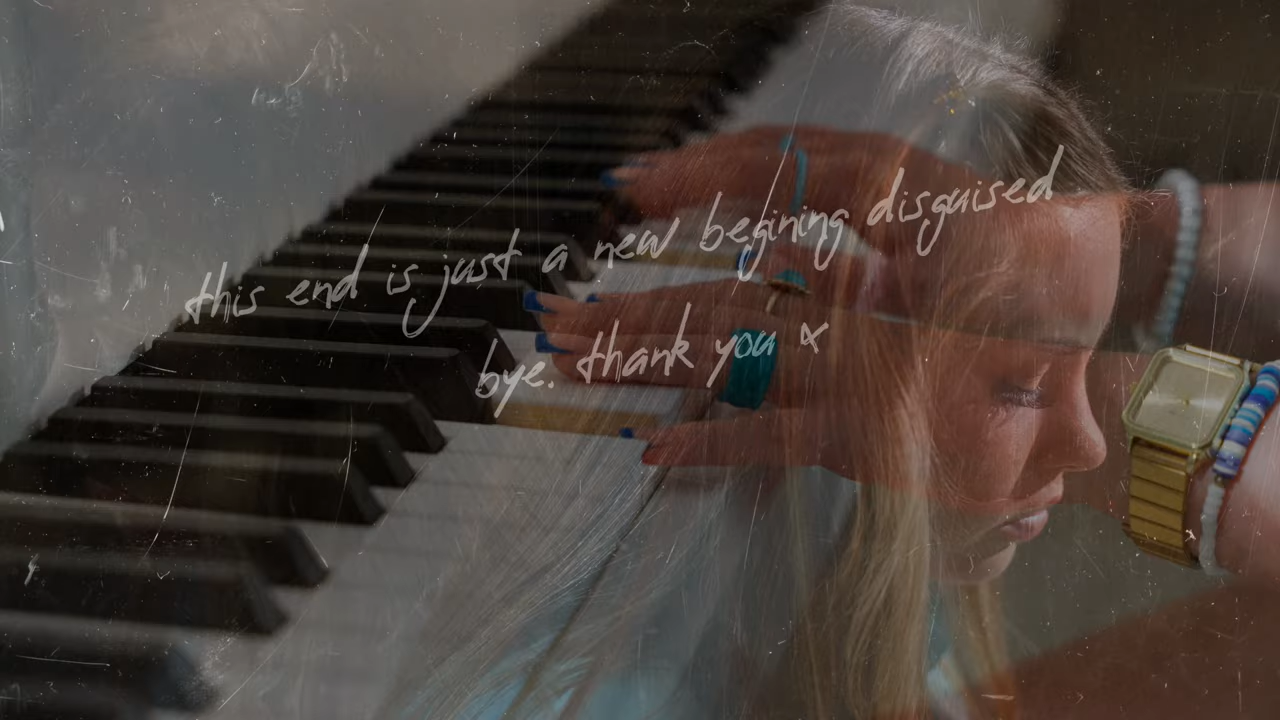 this end is just a new begining disguised
bye. thank you x